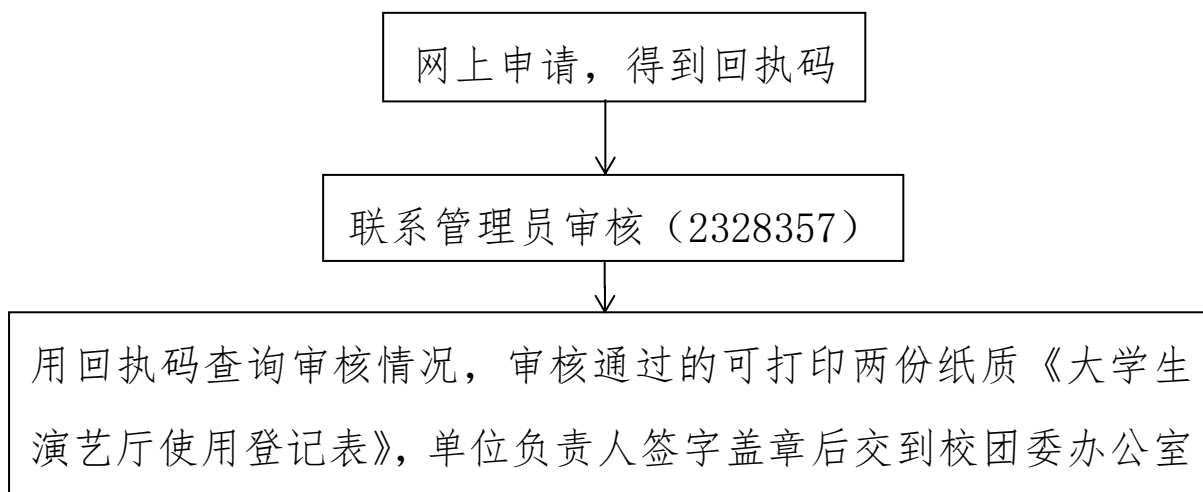 网上申请，得到回执码
联系管理员审核（2328357）
用回执码查询审核情况，审核通过的可打印两份纸质《大学生
演艺厅使用登记表》，单位负责人签字盖章后交到校团委办公室